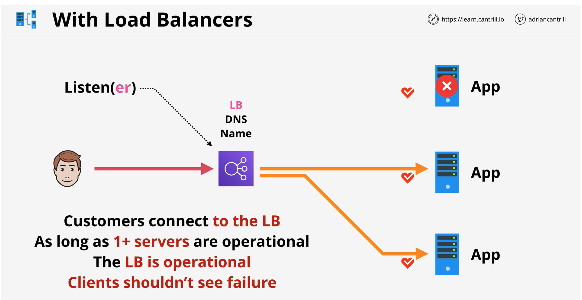 With Load Balancers
https://learn.cantrill.io
adriancantrill
Listen(er)
LB
DNS
Name
App
App
App
Customers connect to the LB
As long as 1+ servers are operational
The LB is operational
Clients shouldn't see failure